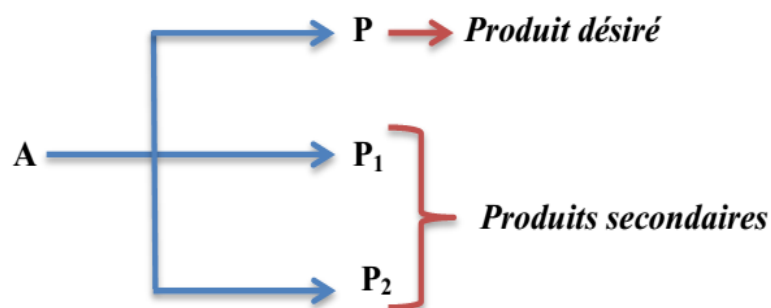 P Produit désiré
A P₁
Produits secondaires
P₂